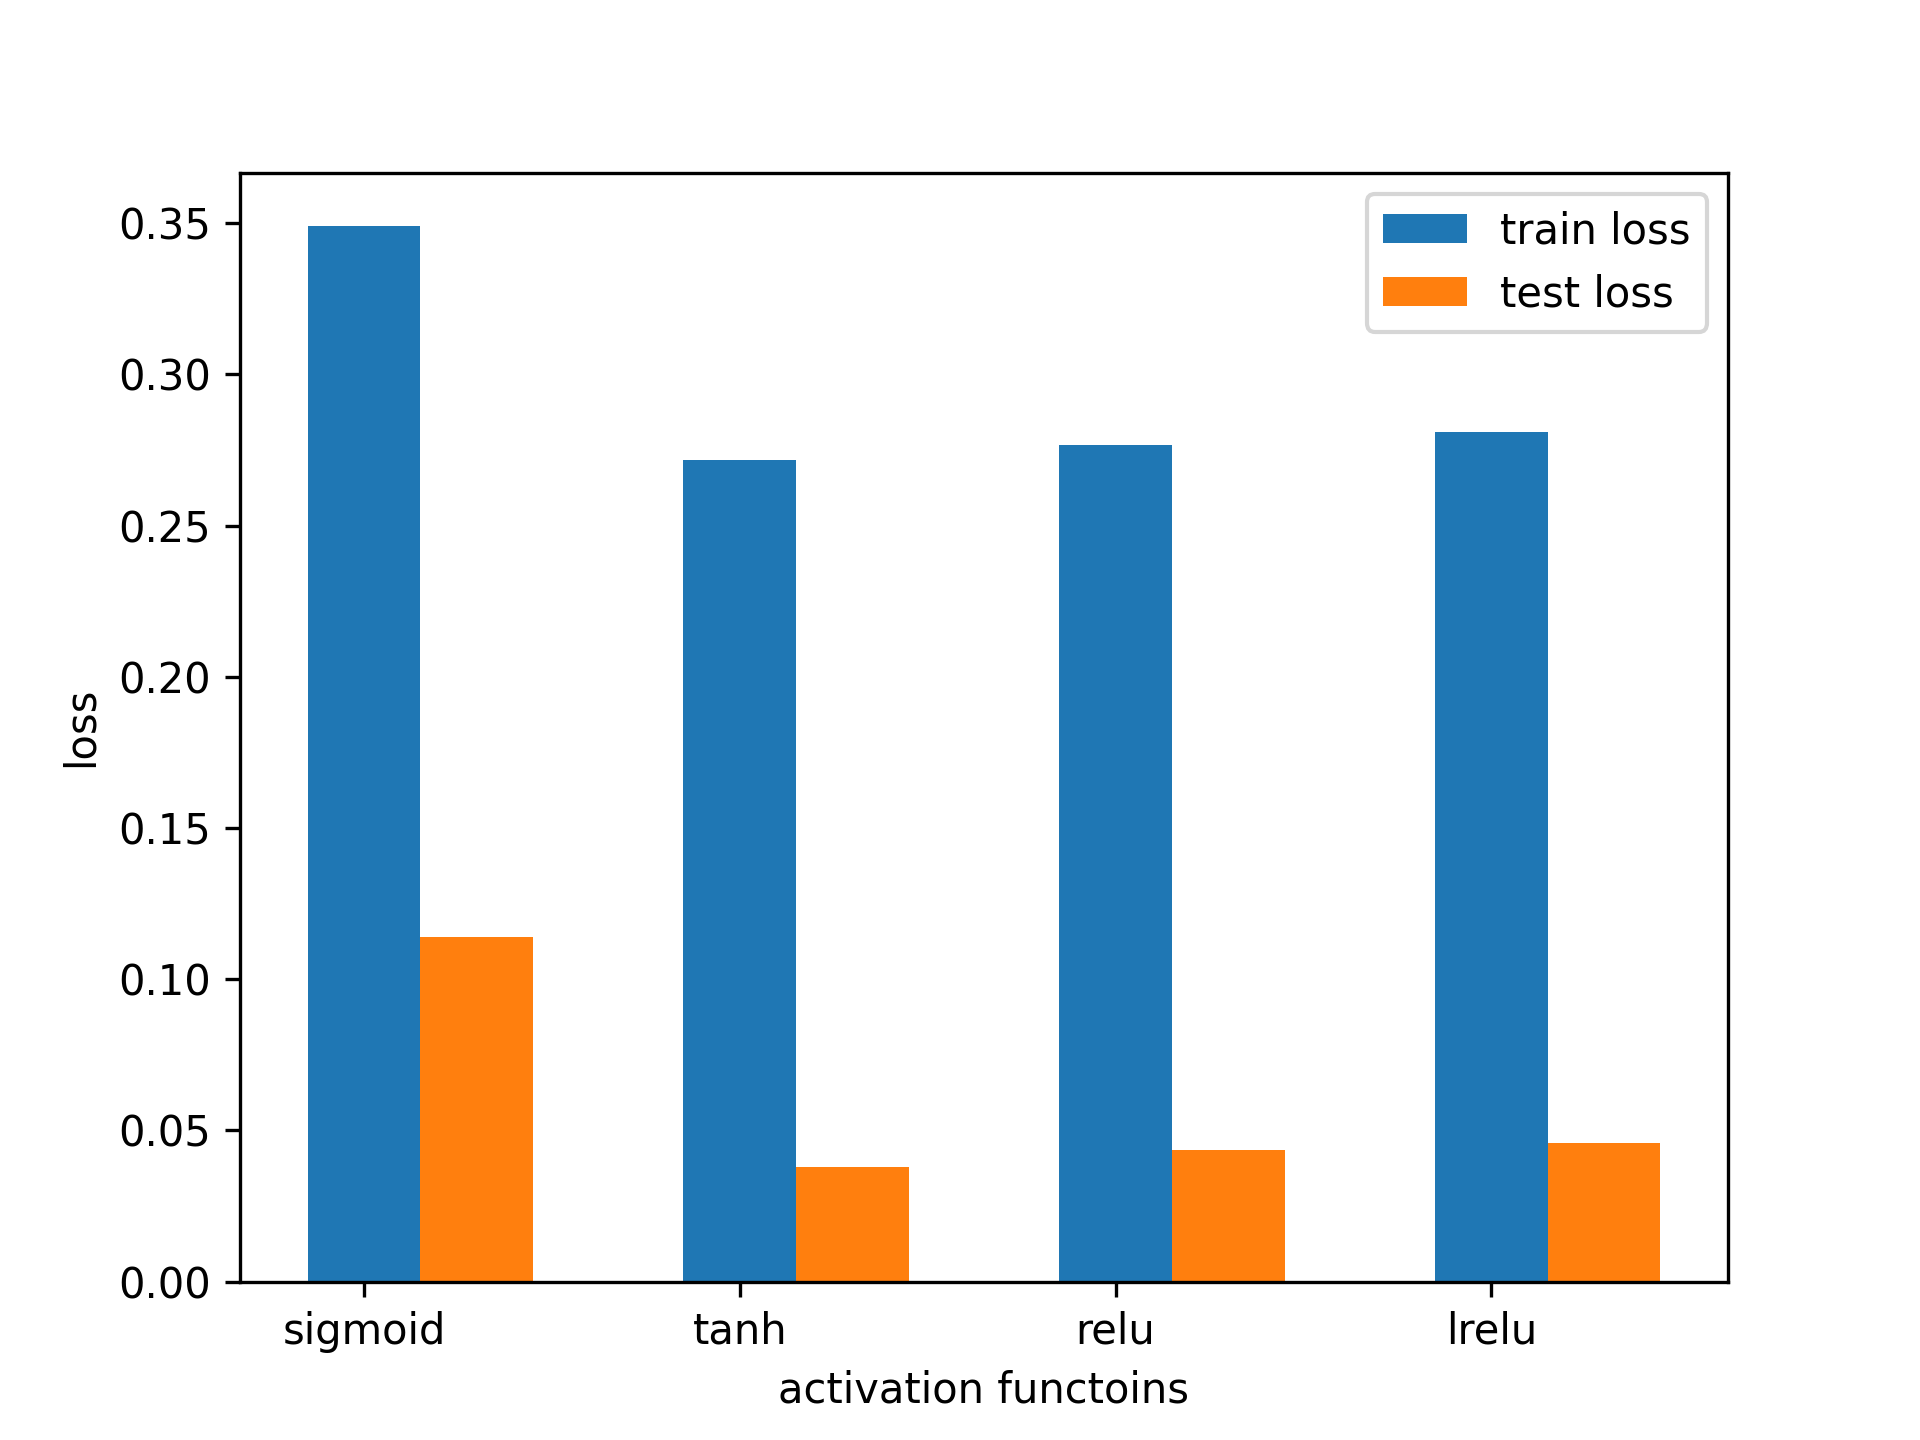 0.35
0.30
0.25
0.20
0.15
0.10
0.05
0.00
loss
train loss
test loss
sigmoid tanh relu lrelu
activation functoins